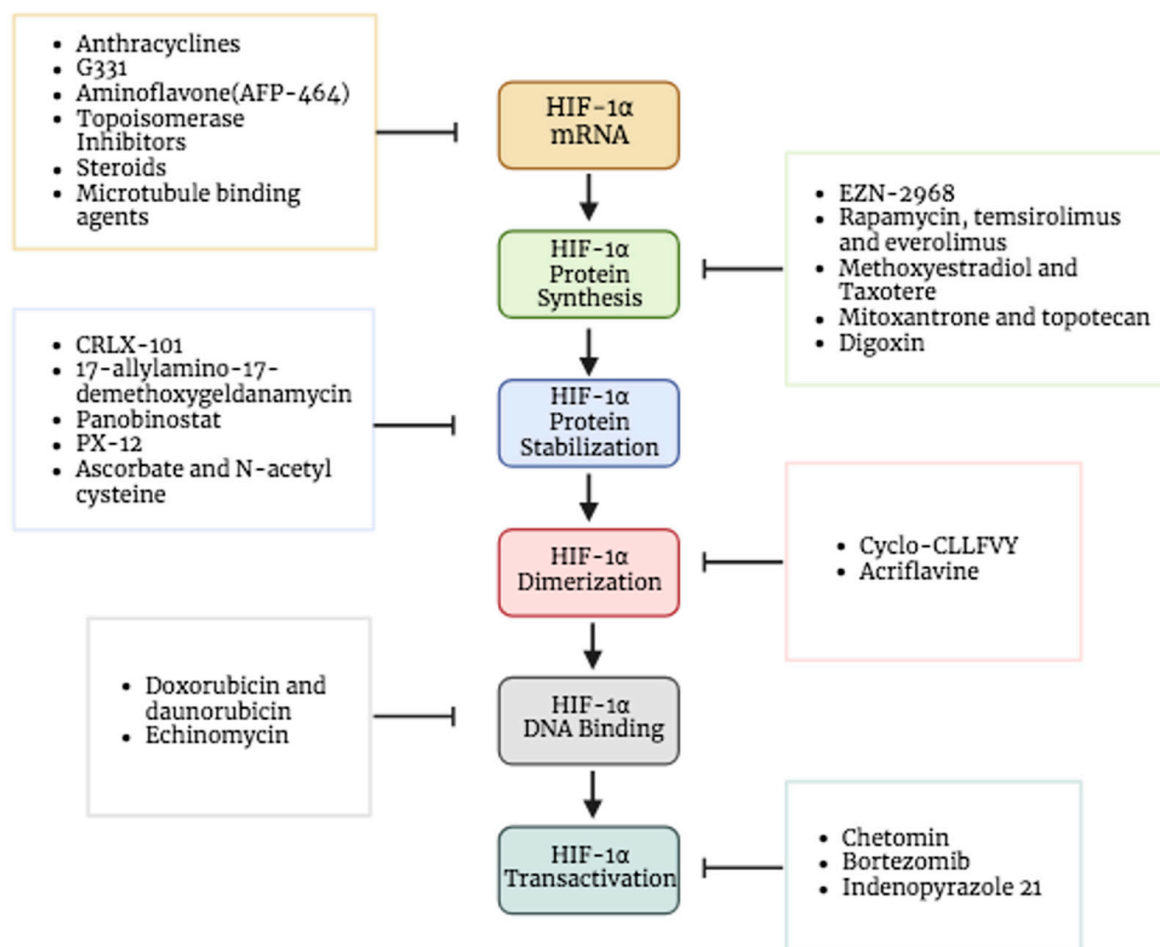 • Anthracyclines
• G331
• Aminoflavone(AFP-464)
• Topoisomerase
Inhibitors
• Steroids
• Microtubule binding
agents
HIF-1α
mRNA
• EZN-2968
• Rapamycin, temsirolimus
and everolimus
• Methoxyestradiol and
Taxotere
• Mitoxantrone and topotecan
• Digoxin
HIF-1α
Protein
Synthesis
• CRLX-101
• 17-allylamino-17-
demethoxygeldanamycin
• Panobinostat
• PX-12
• Ascorbate and N-acetyl
cysteine
HIF-1α
Protein
Stabilization
• Cyclo-CLLFVY
• Acriflavine
HIF-1α
Dimerization
• Doxorubicin and
daunorubicin
• Echinomycin
HIF-1α
DNA Binding
• Chetomin
• Bortezomib
• Indenopyrazole 21
HIF-1α
Transactivation